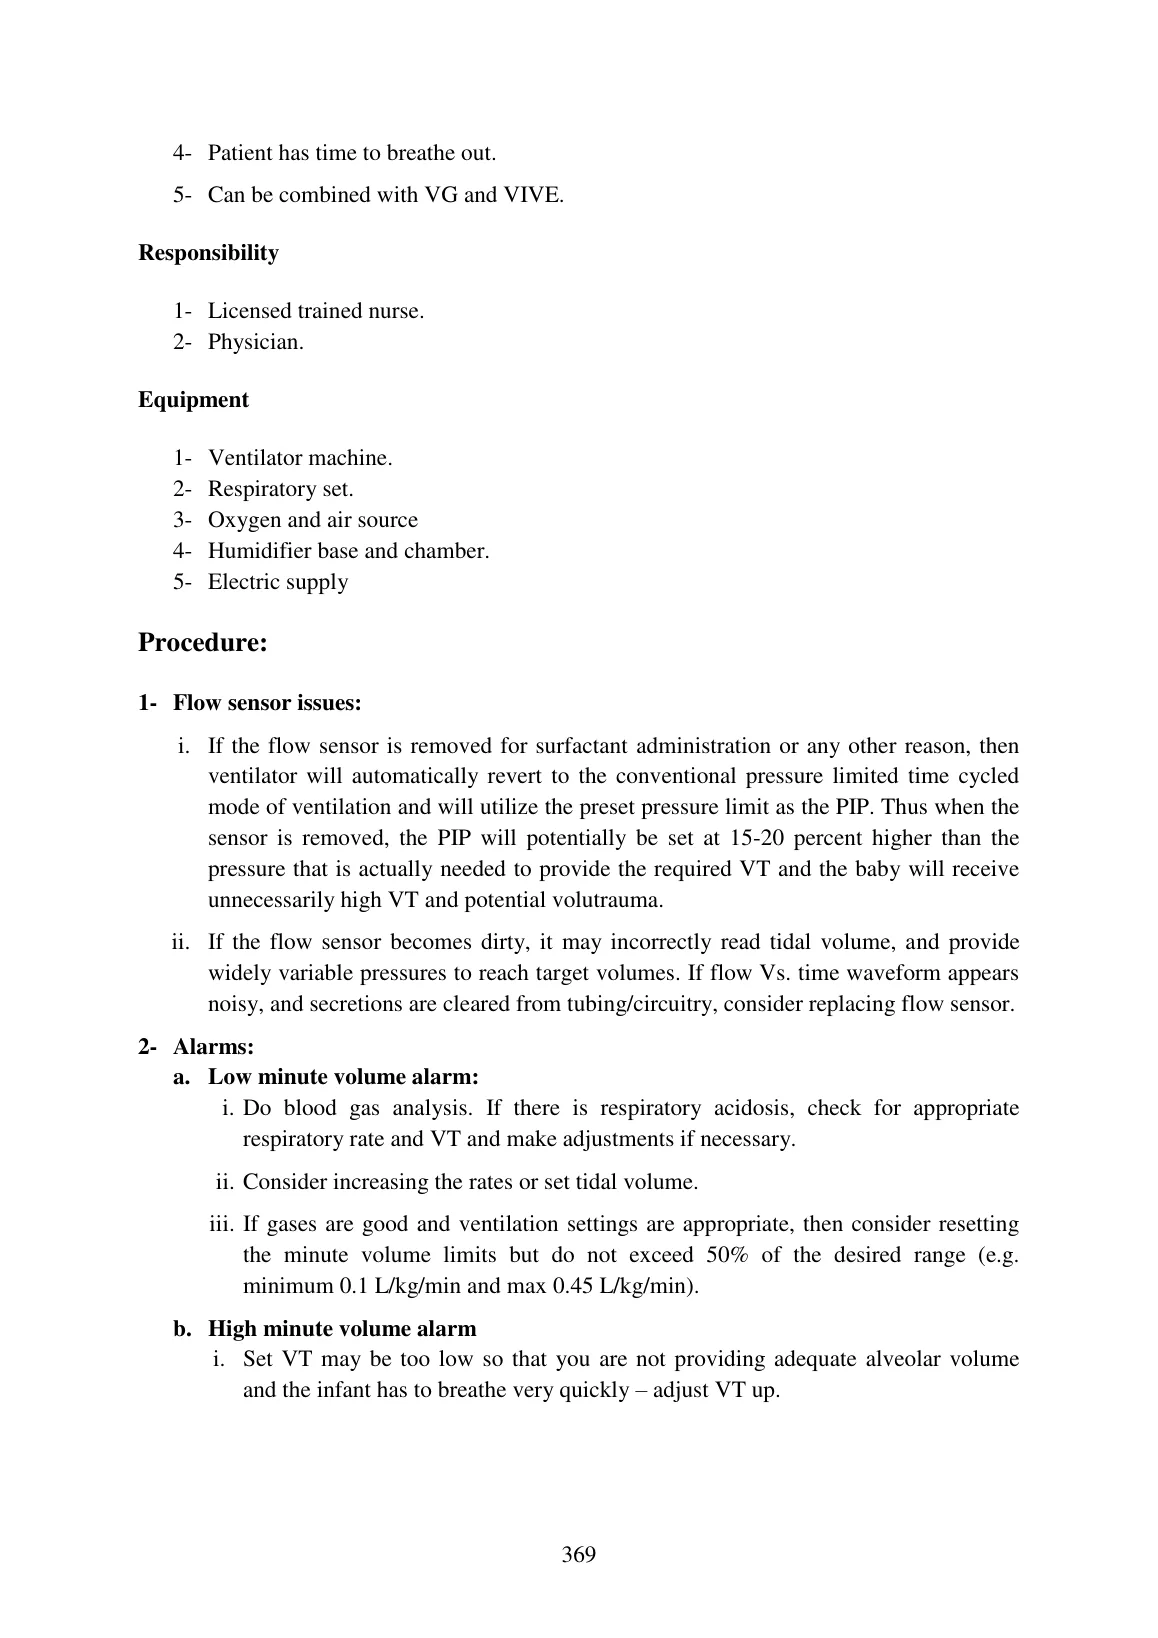 4- Patient has time to breathe out.
5- Can be combined with VG and VIVE.
Responsibility
1- Licensed trained nurse.
2- Physician.
Equipment
1- Ventilator machine.
2- Respiratory set.
3- Oxygen and air source
4- Humidifier base and chamber.
5- Electric supply
Procedure:
1- Flow sensor issues:
i. If the flow sensor is removed for surfactant administration or any other reason, then
ventilator will automatically revert to the conventional pressure limited time cycled
mode of ventilation and will utilize the preset pressure limit as the PIP. Thus when the
sensor is removed, the PIP will potentially be set at 15-20 percent higher than the
pressure that is actually needed to provide the required VT and the baby will receive
unnecessarily high VT and potential volutrauma.
ii. If the flow sensor becomes dirty, it may incorrectly read tidal volume, and provide
widely variable pressures to reach target volumes. If flow Vs. time waveform appears
noisy, and secretions are cleared from tubing/circuitry, consider replacing flow sensor.
2- Alarms:
a. Low minute volume alarm:
i. Do blood gas analysis. If there is respiratory acidosis, check for appropriate
respiratory rate and VT and make adjustments if necessary.
ii. Consider increasing the rates or set tidal volume.
iii. If gases are good and ventilation settings are appropriate, then consider resetting
the minute volume limits but do not exceed 50% of the desired range (e.g.
minimum 0.1 L/kg/min and max 0.45 L/kg/min).
b. High minute volume alarm
i. Set VT may be too low so that you are not providing adequate alveolar volume
and the infant has to breathe very quickly – adjust VT up.
369